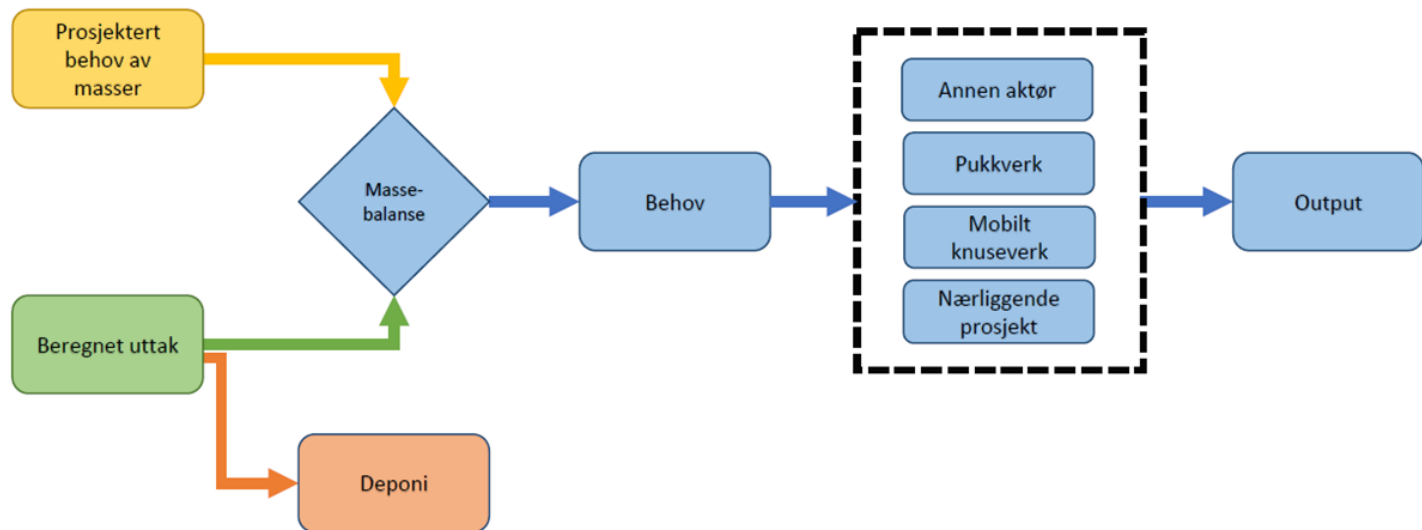 Prosjektert
behov av
masser
Masse-
balanse
Behov
Annen aktør
Pukkverk
Mobilt
knuseverk
Nærliggende
prosjekt
Output
Beregnet uttak
Deponi